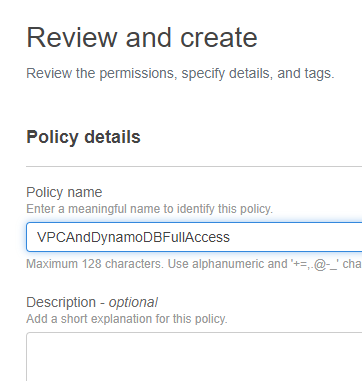 Review and create
Review the permissions, specify details, and tags.
Policy details
Policy name
Enter a meaningful name to identify this policy.
VPCAndDynamoDBFullAccess
Maximum 128 characters. Use alphanumeric and '+=,.@-_' cha
Description - optional
Add a short explanation for this policy.